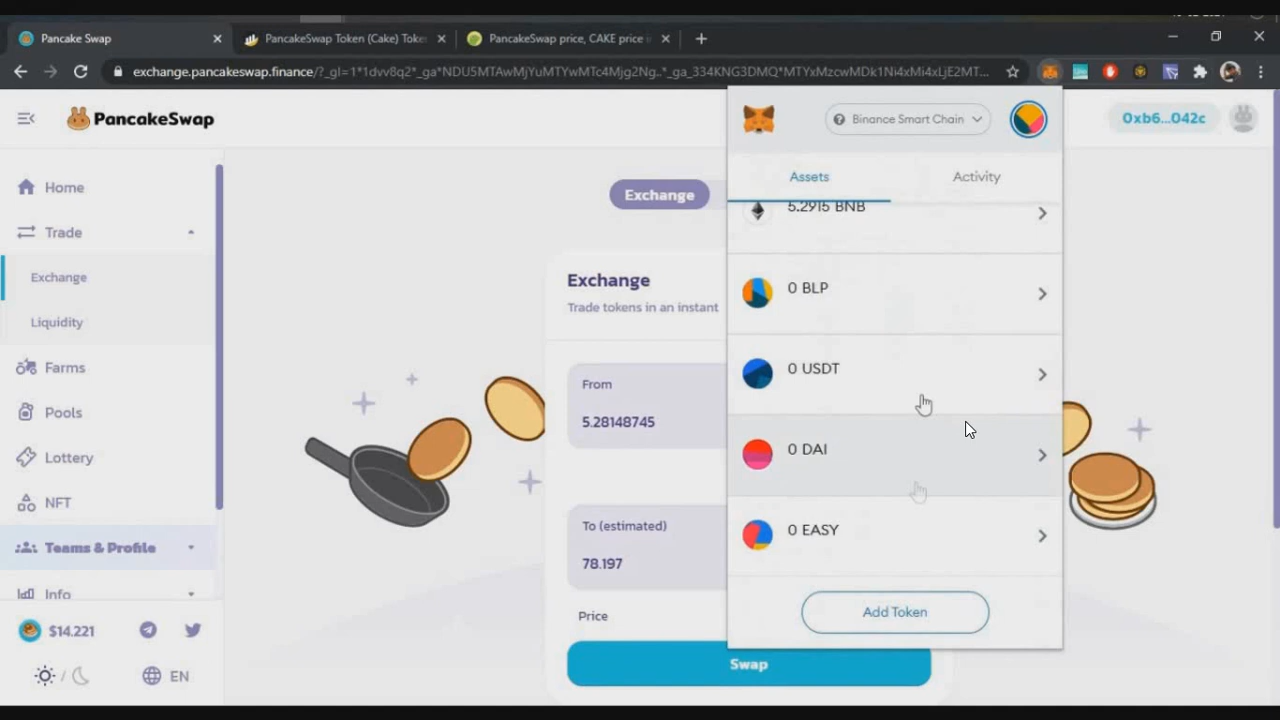 Pancake Swap
PancakeSwap Token (Cake) Toke
PancakeSwap price, CAKE price i
exchange.pancakeswap.finance/?_gl=1*1dvv8q2*_ga*NDU5MTAwMjYuMTYwMTc4Mjg2Ng..*_ga_334KNG3DMQ*MTYxMzcwMDk1Ni4xMi4xLjE2MT...
PancakeSwap
Binance Smart Chain
0xb6...042c
Home
Trade
Exchange
Liquidity
Farms
Pools
Lottery
NFT
Teams & Profile
Info
$14.221
/
EN
Exchange
Exchange
Trade tokens in an instant
From
5.28148745
To (estimated)
78.197
Price
Swap
Assets
Activity
5.2915 BNB
0 BLP
0 USDT
0 DAI
0 EASY
Add Token